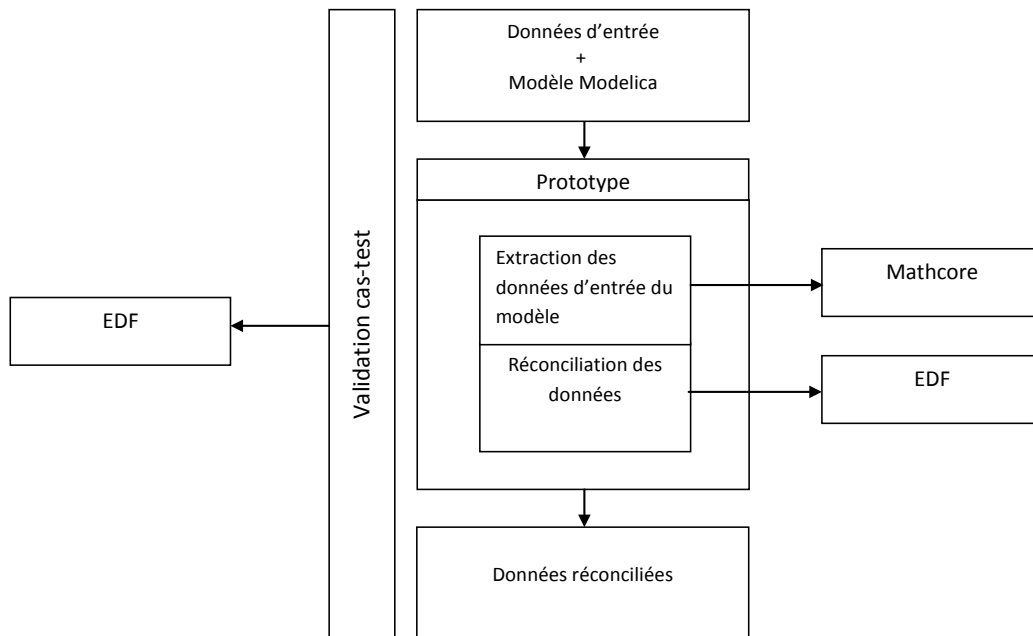 Données d’entrée
+
Modèle Modelica
Prototype
Extraction des
données d’entrée du
modèle
Réconciliation des
données
Mathcore
EDF
EDF
Validation cas-test
Données réconciliées